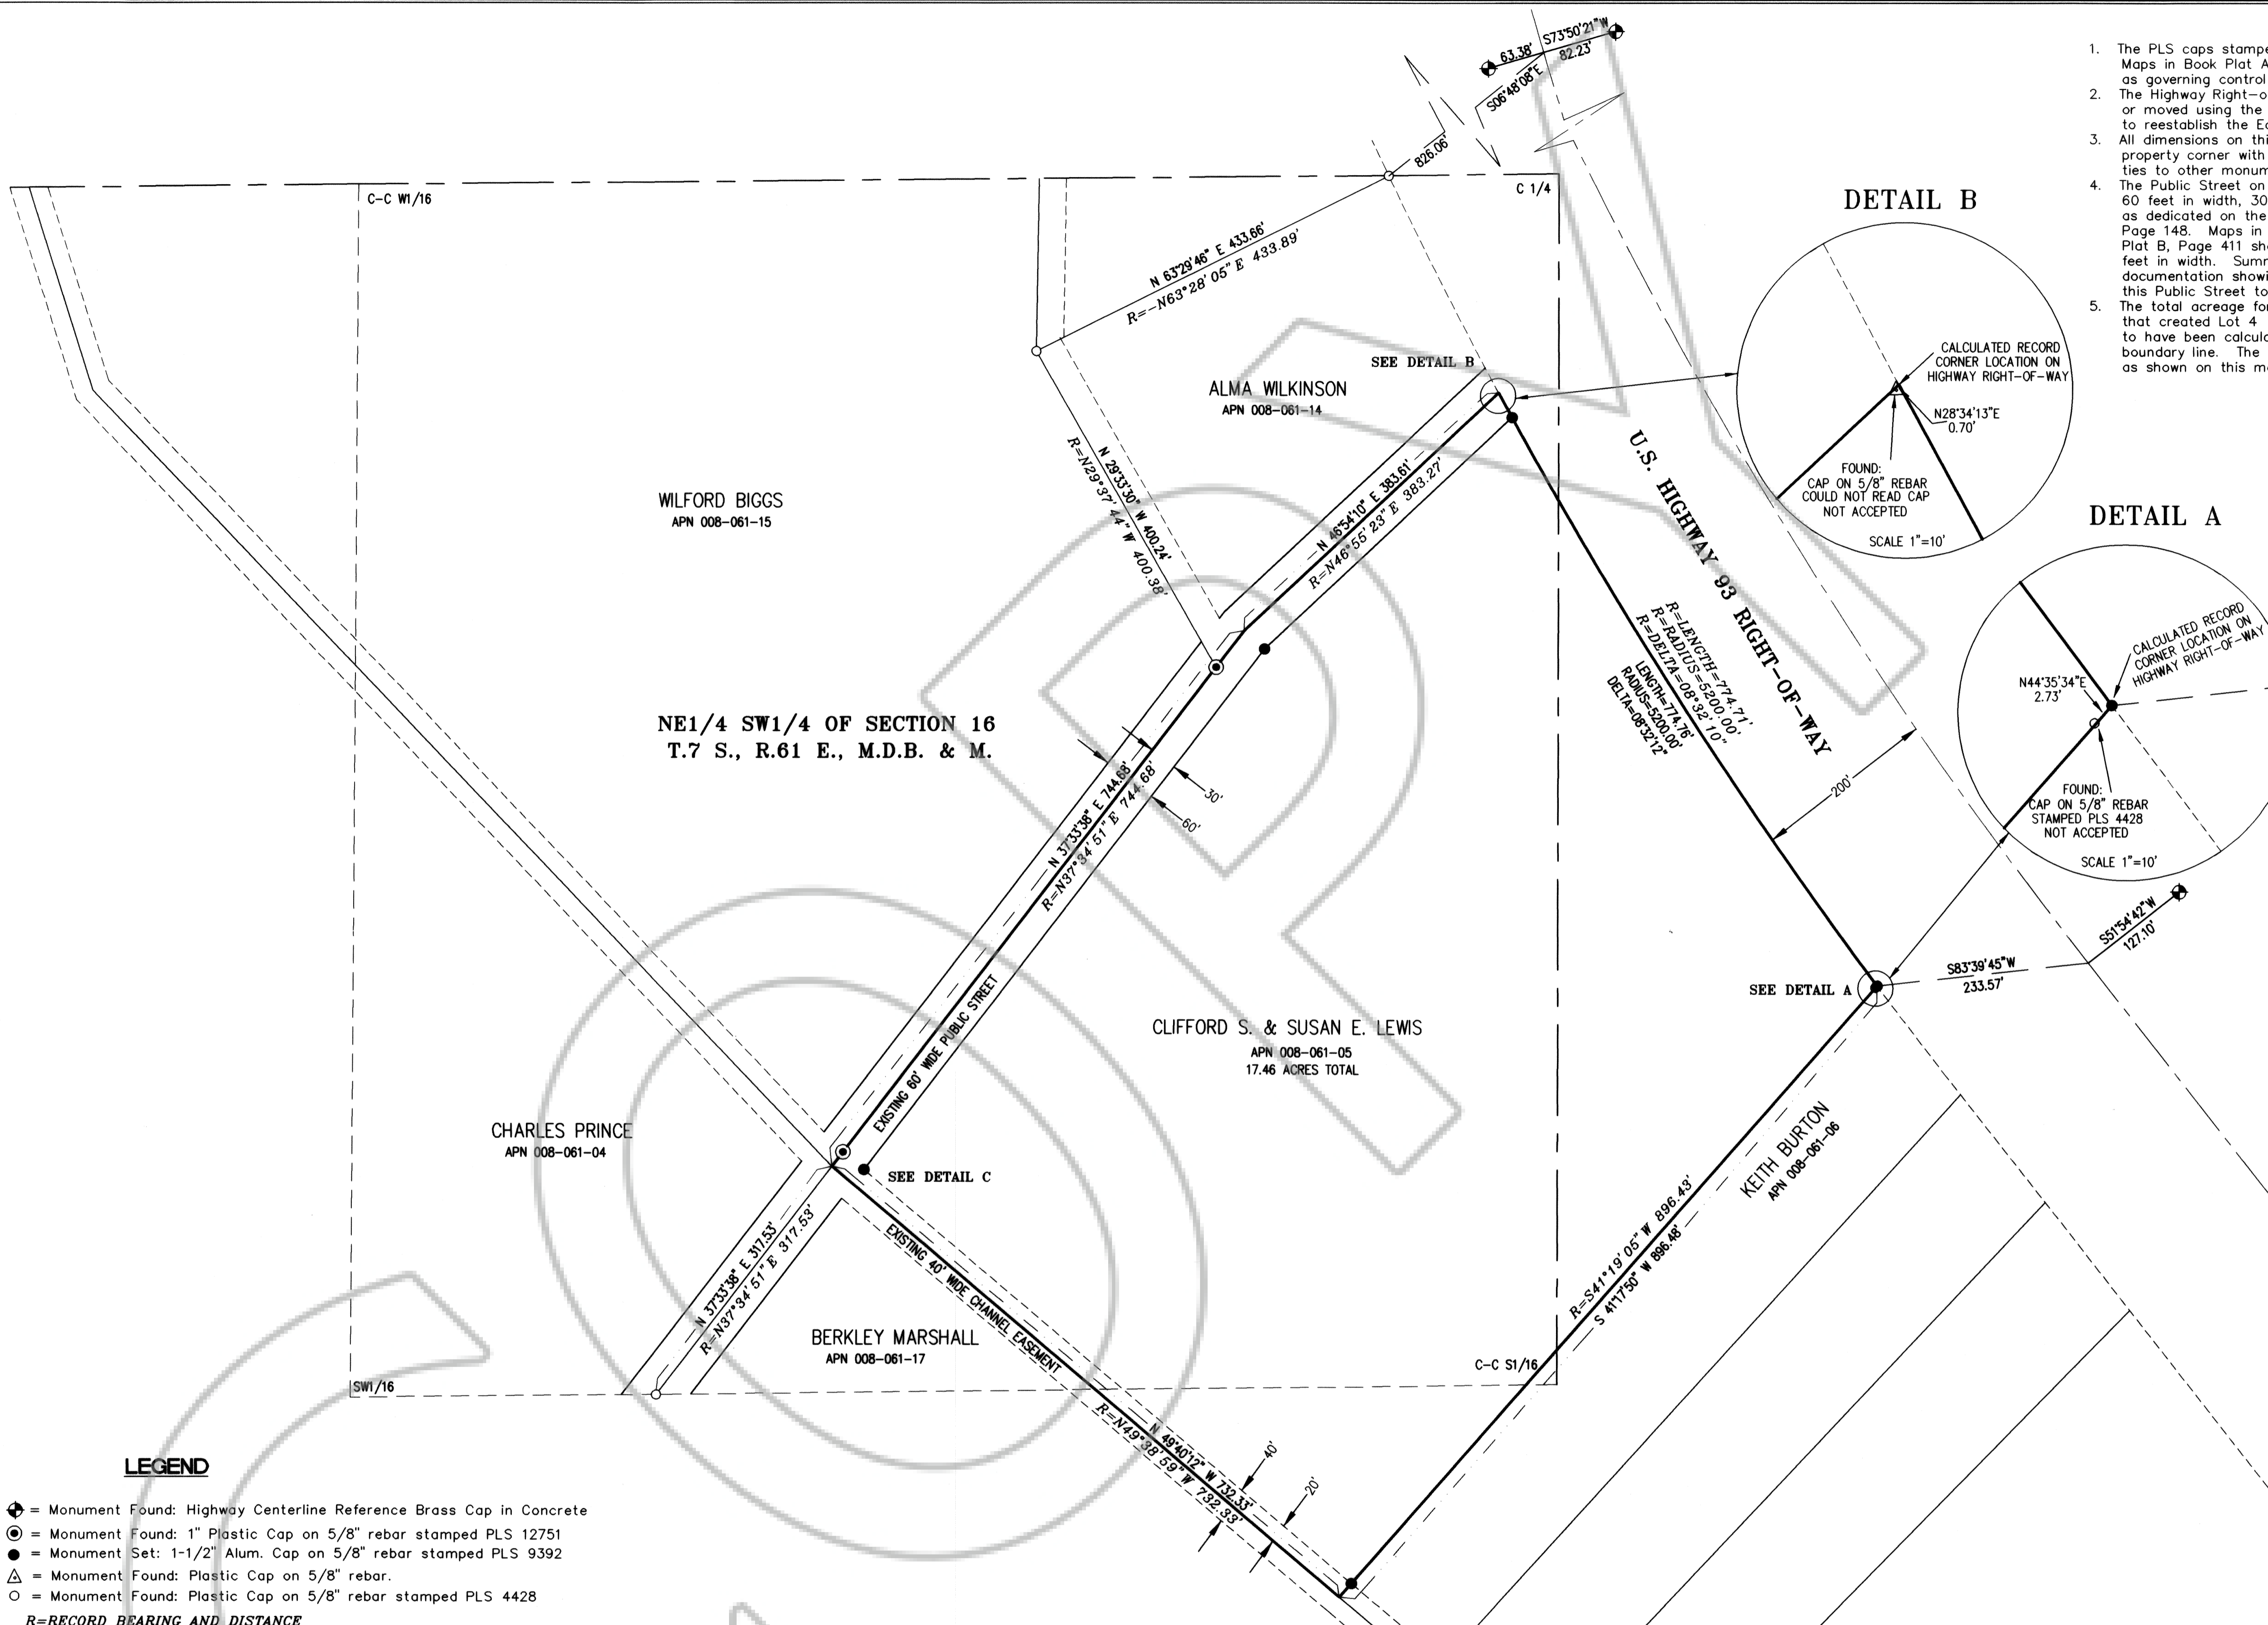 S73°50'21"W
63.38'
82.23'
S06°48'08"E
826.06'
C-C W1/16
C 1/4
N 63°29'46" E 433.66'
R=-N63°28'05" E 433.89'
SEE DETAIL B
ALMA WILKINSON
APN 008-061-14
N 29°33'30" W 400.24'
R=N29°37'44" W 400.38'
WILFORD BIGGS
APN 008-061-15
N 46°54'10" E 383.61'
R=N46°55'23" E 383.27'
U.S. HIGHWAY 93 RIGHT-OF-WAY
R=LENGTH=774.71'
R=RADIUS=5200.00'
R=DELTA=08°32'10"
LENGTH=774.76'
RADIUS=5200.00'
DELTA=08°32'12"
200'
NE1/4 SW1/4 OF SECTION 16
T.7 S., R.61 E., M.D.B. & M.
N 37°33'38" E 744.68'
R=N37°34'51" E 744.68'
30'
60'
EXISTING 60' WIDE PUBLIC STREET
CLIFFORD S. & SUSAN E. LEWIS
APN 008-061-05
17.46 ACRES TOTAL
SEE DETAIL A
S83°39'45"W
233.57'
S51°54'42"W
127.10'
CHARLES PRINCE
APN 008-061-04
SEE DETAIL C
KEITH BURTON
APN 008-061-06
N 37°33'38" E 317.53'
R=N37°34'51" E 317.53'
EXISTING 40' WIDE CHANNEL EASEMENT
BERKLEY MARSHALL
APN 008-061-17
R=S41°19'05" W 896.43'
S 41°17'50" W 896.48'
C-C S1/16
SW1/16
N 49°40'12" W 732.33'
R=N49°38'59" W 732.33'
40'
20'
DETAIL B
CALCULATED RECORD
CORNER LOCATION ON
HIGHWAY RIGHT-OF-WAY
N28°34'13"E
0.70'
FOUND:
CAP ON 5/8" REBAR
COULD NOT READ CAP
NOT ACCEPTED
SCALE 1"=10'
DETAIL A
CALCULATED RECORD
CORNER LOCATION ON
HIGHWAY RIGHT-OF-WAY
N44°35'34"E
2.73'
FOUND:
CAP ON 5/8" REBAR
STAMPED PLS 4428
NOT ACCEPTED
SCALE 1"=10'
1. The PLS caps
Maps in Book Plat
as governing control
2. The Highway
or moved using the
to reestablish the
3. All dimensions on
property corner with
ties to other
4. The Public Street on
60 feet in width, 30
as dedicated on the
Page 148. Maps in
Plat B, Page 411
feet in width.
documentation
this Public Street to
5. The total acreage
that created Lot 4
to have been
boundary line. The
as shown on this
LEGEND
= Monument Found: Highway Centerline Reference Brass Cap in Concrete
= Monument Found: 1" Plastic Cap on 5/8" rebar stamped PLS 12751
= Monument Set: 1-1/2" Alum. Cap on 5/8" rebar stamped PLS 9392
= Monument Found: Plastic Cap on 5/8" rebar.
= Monument Found: Plastic Cap on 5/8" rebar stamped PLS 4428
R=RECORD BEARING AND DISTANCE